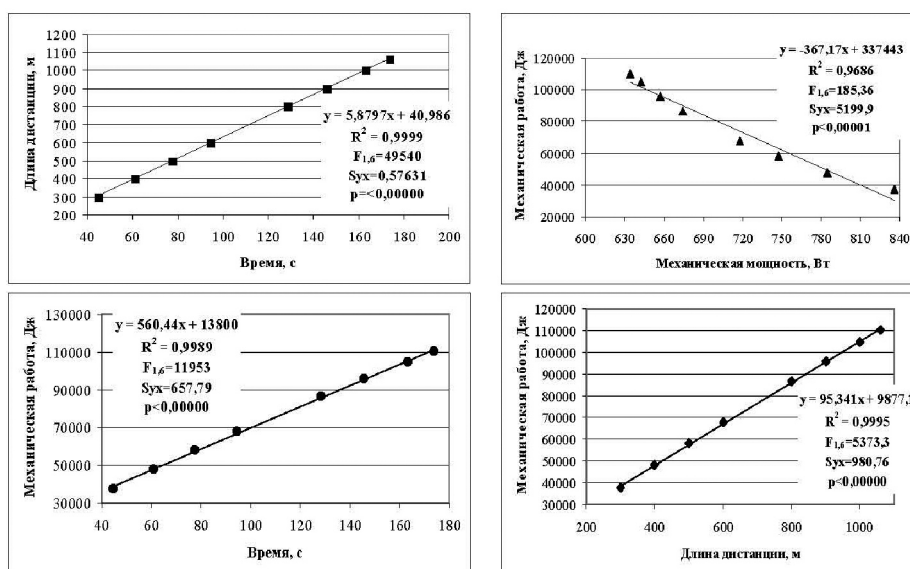 Длина дистанции, м
1200
1100
1000
900
800
700
600
500
400
300
200
y = 5,8797x + 40,986
R² = 0,9999
F1,6=49540
Syx=0,57631
p=<0,00000
40 60 80 100 120 140 160 180 200
Время, с
Механическая работа, Дж
120000
100000
80000
60000
40000
20000
y = -367,17x + 337443
R² = 0,9686
F1,6=185,36
Syx=5199,9
p<0,00001
600 630 660 690 720 750 780 810 840
Механическая мощность, Вт
Механическая работа, Дж
130000
110000
90000
70000
50000
30000
y = 560,44x + 13800
R² = 0,9989
F1,6=11953
Syx=657,79
p<0,00000
40 60 80 100 120 140 160 180
Время, с
Механическая работа, Дж
120000
110000
100000
90000
80000
70000
60000
50000
40000
30000
y = 95,341x + 9877,
R² = 0,9995
F1,6=5373,3
Syx=980,76
p<0,00000
200 400 600 800 1000
Длина дистанции, м